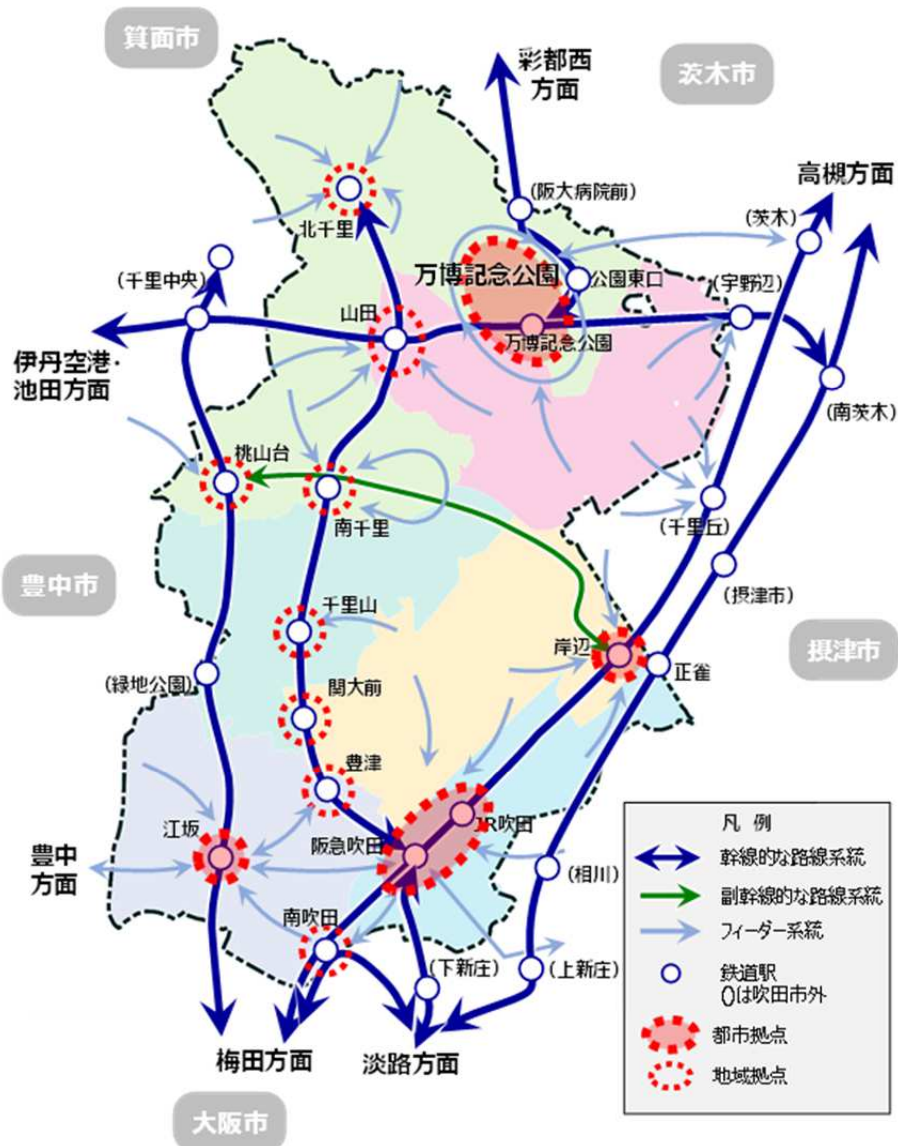 箕面市
彩都西
方面
茨木市
高槻方面
(阪大病院前)
(茨木)
北千里
万博記念公園
公園東口
(千里中央)
(宇野辺)
山田
万博記念公園
伊丹空港・
池田方面
(南茨木)
桃山台
南千里
(千里丘)
豊中市
千里山
(摂津市)
岸辺
摂津市
正雀
(緑地公園)
関大前
豊津
JR吹田
江坂
阪急吹田
豊中
方面
(相川)
南吹田
(下新庄)
(上新庄)
梅田方面
淡路方面
大阪市
凡 例
幹線的な路線系統
副幹線的な路線系統
フィーダー系統
鉄道駅
()は吹田市外
都市拠点
地域拠点